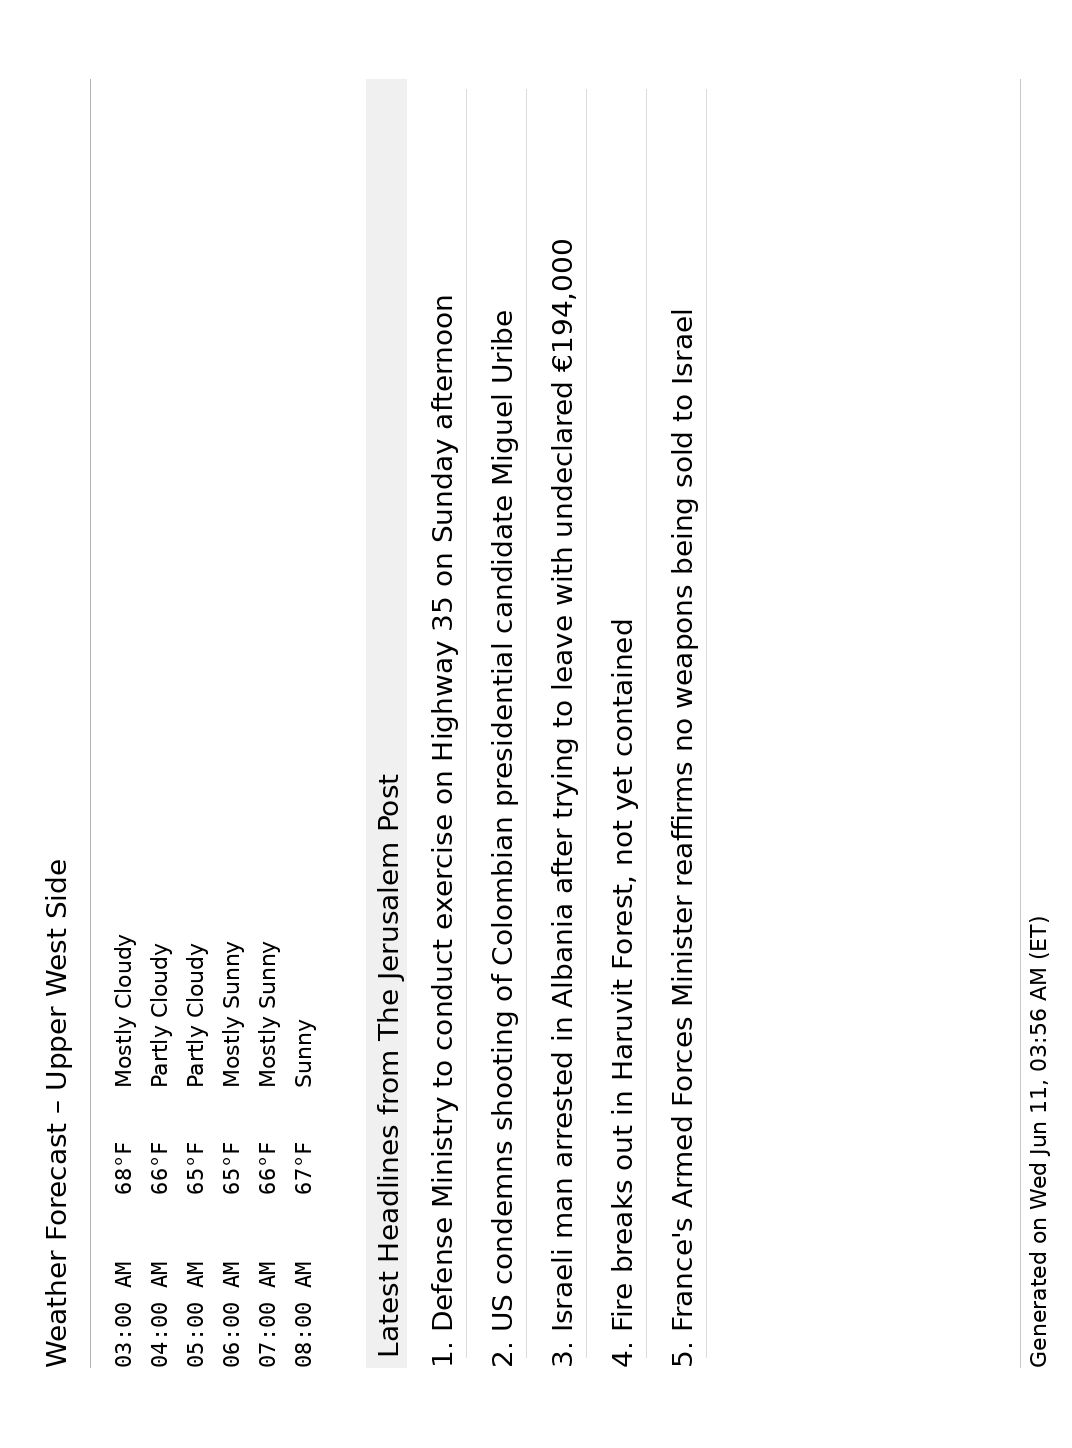 Weather Forecast – Upper West Side
03:00 AM 68°F Mostly Cloudy
04:00 AM 66°F Partly Cloudy
05:00 AM 65°F Partly Cloudy
06:00 AM 65°F Mostly Sunny
07:00 AM 66°F Mostly Sunny
08:00 AM 67°F Sunny
Latest Headlines from The Jerusalem Post
1. Defense Ministry to conduct exercise on Highway 35 on Sunday afternoon
2. US condemns shooting of Colombian presidential candidate Miguel Uribe
3. Israeli man arrested in Albania after trying to leave with undeclared €194,000
4. Fire breaks out in Haruvit Forest, not yet contained
5. France's Armed Forces Minister reaffirms no weapons being sold to Israel
Generated on Wed Jun 11, 03:56 AM (ET)